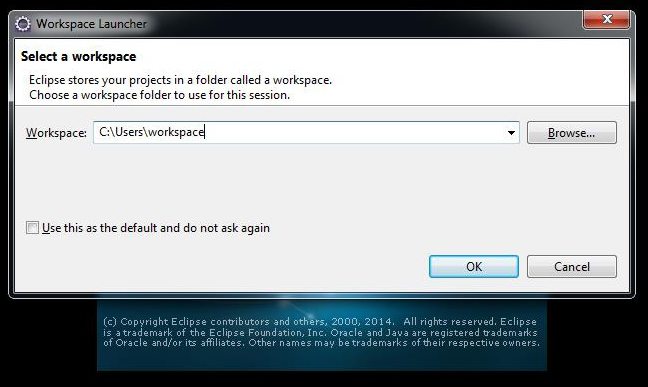 Workspace Launcher
Select a workspace
Eclipse stores your projects in a folder called a workspace.
Choose a workspace folder to use for this session.
Workspace: C:\Users\workspace Browse...
Use this as the default and do not ask again
OK Cancel
(c) Copyright Eclipse contributors and others, 2000, 2014. All rights reserved. Eclipse
is a trademark of the Eclipse Foundation, Inc. Oracle and Java are registered trademarks
of Oracle and/or its affiliates. Other names may be trademarks of their respective owners.